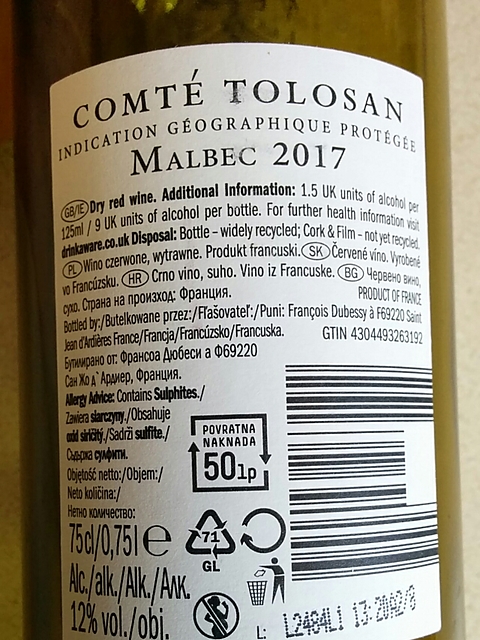 COMTÉ TOLOSAN
INDICATION GÉOGRAPHIQUE PROTÉGÉE
MALBEC 2017
GB/IE Dry red wine. Additional Information: 1.5 UK units of alcohol per
125ml / 9 UK units of alcohol per bottle. For further health information visit
drinkaware.co.uk Disposal: Bottle – widely recycled; Cork & Film – not yet recycled.
PL Wino czerwone, wytrawne. Produkt francuski. SK Červené víno. Vyrobené
vo Francúzsku. HR Crno vino, suho. Vino iz Francuske. BG Червено вино,
сухо. Страна на произход: Франция.
PRODUCT OF FRANCE
Bottled by:/Butelkowane przez:/Fľašovateľ:/Puni: François Dubessy à F69220 Saint
Jean d'Ardières France/Francja/Francúzsko/Francuska.
GTIN 4304493263192
Бутилирано от: Франсоа Дюбеси а Ф69220
Сан Жо д`Ардиер, Франция.
Allergy Advice: Contains Sulphites./
Zawiera siarczyny./Obsahuje
oxid siričitý./Sadrži sulfite./
Съдържа сулфити.
Objętość netto:/Objem:/
Neto količina:/
Нетно количество:
75cl/0,75l e
Alc./alk./Alk./Алк.
12% vol./obj.
POVRATNA
NAKNADA
50lp
71
GL
L: L2484L1 13:20